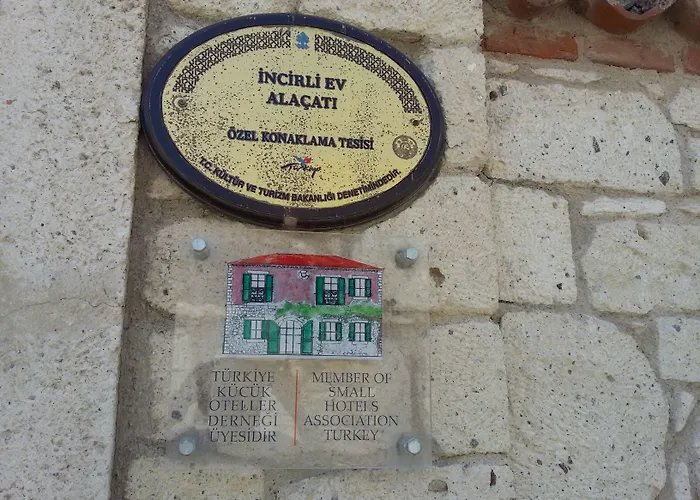 İNCİRLİ EV
ALAÇATI
ÖZEL KONAKLAMA TESİSİ
Türkiye
T.C. KÜLTÜR VE TURİZM BAKANLIĞI DENETİMİNDEDİR.
TÜRKİYE
KÜCÜK
OTELLER
DERNEĞİ
ÜYESİDİR
MEMBER OF
SMALL
HOTELS
ASSOCIATION
TURKEY